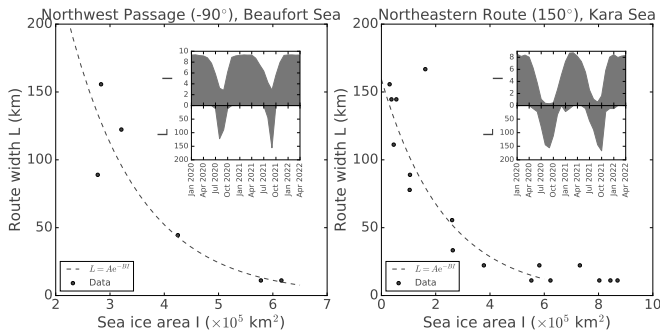 Northwest Passage (-90°), Beaufort Sea
200
150
100
50
0
Route width L (km)
2 3 4 5 6 7
Sea ice area I (×10⁵ km²)
L = Ae⁻ᴮᴵ
Data
10
8
6
4
2
0
I
50
100
150
200
L
Jan 2020
Apr 2020
Jul 2020
Oct 2020
Jan 2021
Apr 2021
Jul 2021
Oct 2021
Jan 2022
Apr 2022
Northeastern Route (150°), Kara Sea
200
150
100
50
0
Route width L (km)
0 2 4 6 8 10
Sea ice area I (×10⁵ km²)
L = Ae⁻ᴮᴵ
Data
8
6
4
2
0
I
50
100
150
200
L
Jan 2020
Apr 2020
Jul 2020
Oct 2020
Jan 2021
Apr 2021
Jul 2021
Oct 2021
Jan 2022
Apr 2022